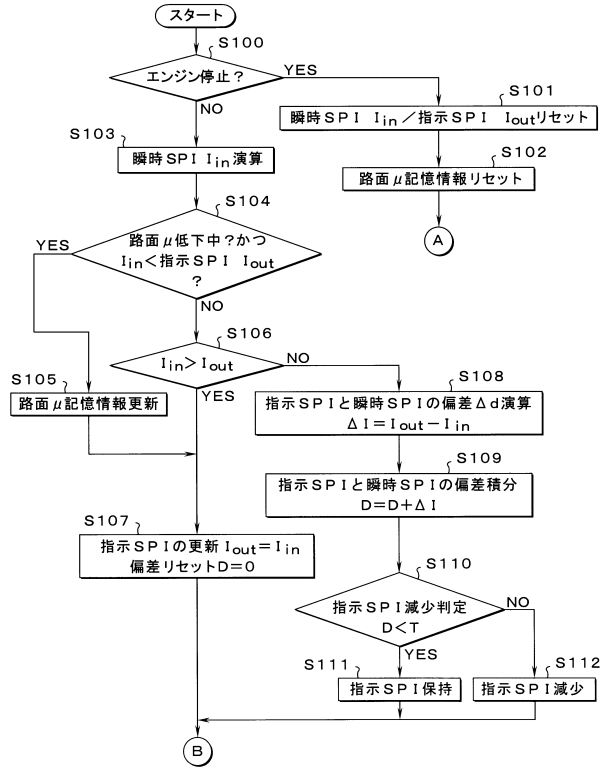 スタート
S100
エンジン停止？
YES
NO
S101
瞬時SPI Iin／指示SPI Ioutリセット
S102
路面μ記憶情報リセット
A
S103
瞬時SPI Iin演算
S104
路面μ低下中？かつ
Iin＜指示SPI Iout
？
YES
NO
S105
路面μ記憶情報更新
S106
Iin＞Iout
NO
YES
S107
指示SPIの更新 Iout＝Iin
偏差リセットD＝0
S108
指示SPIと瞬時SPIの偏差Δd演算
ΔI＝Iout－Iin
S109
指示SPIと瞬時SPIの偏差積分
D＝D＋ΔI
S110
指示SPI減少判定
D＜T
NO
YES
S111
指示SPI保持
S112
指示SPI減少
B